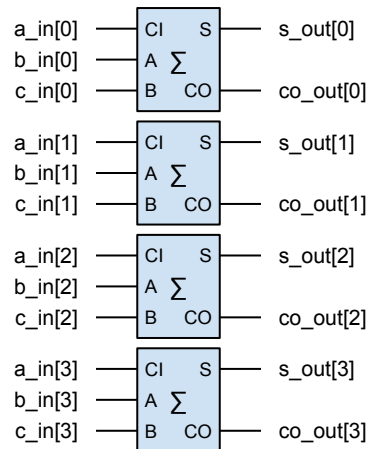 a_in[0] CI S s_out[0]
b_in[0] A Σ
c_in[0] B CO co_out[0]
a_in[1] CI S s_out[1]
b_in[1] A Σ
c_in[1] B CO co_out[1]
a_in[2] CI S s_out[2]
b_in[2] A Σ
c_in[2] B CO co_out[2]
a_in[3] CI S s_out[3]
b_in[3] A Σ
c_in[3] B CO co_out[3]